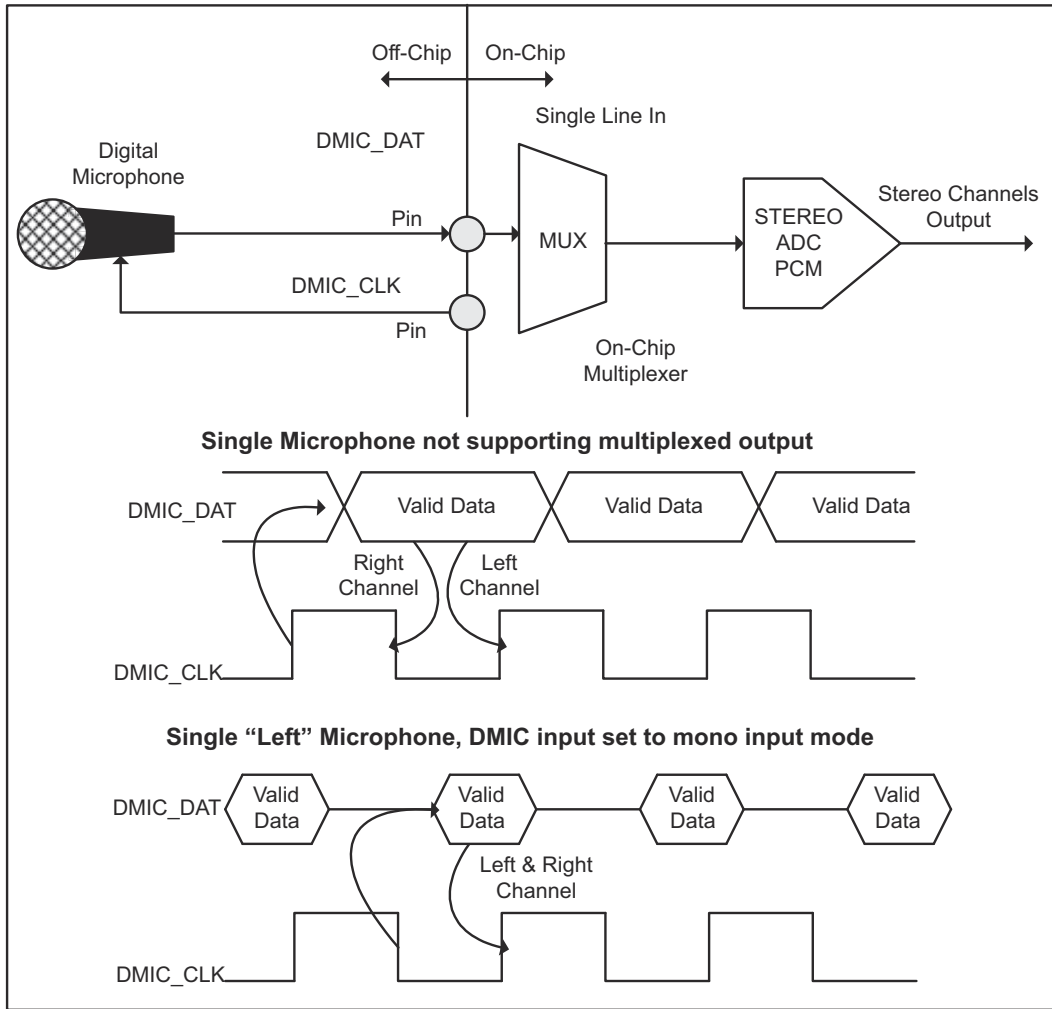 Off-Chip
On-Chip
Single Line In
DMIC_DAT
Digital
Microphone
Pin
MUX
STEREO
ADC
PCM
Stereo Channels
Output
DMIC_CLK
Pin
On-Chip
Multiplexer
Single Microphone not supporting multiplexed output
DMIC_DAT
Valid Data
Valid Data
Valid Data
Right
Channel
Left
Channel
DMIC_CLK
Single “Left” Microphone, DMIC input set to mono input mode
DMIC_DAT
Valid
Data
Valid
Data
Valid
Data
Valid
Data
Left & Right
Channel
DMIC_CLK